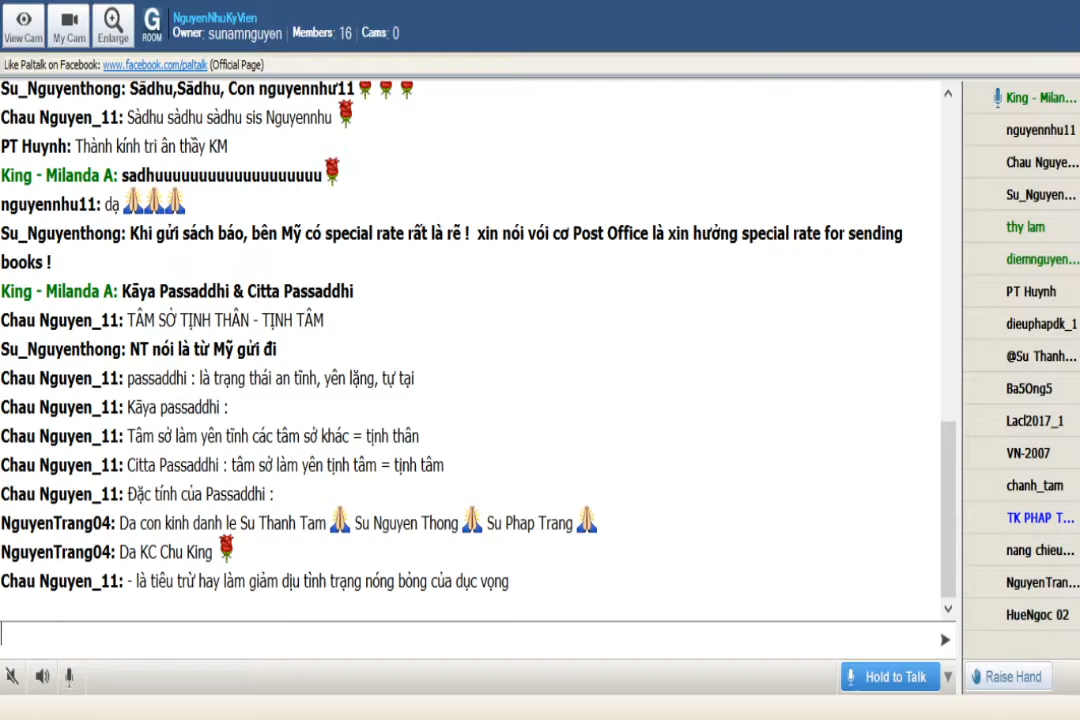 NguyenNhuKyVien
G
ROOM
View Cam
My Cam
Enlarge
Owner: sunamnguyen
Members: 16
Cams: 0
Like Paltalk on Facebook: www.facebook.com/paltalk (Official Page)
Su_Nguyenthong: Sādhu,Sādhu, Con nguyennhư11
Chau Nguyen_11: Sàdhu sàdhu sàdhu sis Nguyennhu
PT Huynh: Thành kính tri ân thầy KM
King - Milanda A: sadhuuuuuuuuuuuuuuuuuuu
nguyennhu11: dạ
Su_Nguyenthong: Khi gửi sách báo, bên Mỹ có special rate rất là rẽ ! xin nói vói cơ Post Office là xin hưởng special rate for sending
books !
King - Milanda A: Kāya Passaddhi & Citta Passaddhi
Chau Nguyen_11: TÂM SỞ TỊNH THÂN - TỊNH TÂM
Su_Nguyenthong: NT nói là từ Mỹ gửi đi
Chau Nguyen_11: passaddhi : là trạng thái an tĩnh, yên lặng, tự tại
Chau Nguyen_11: Kāya passaddhi :
Chau Nguyen_11: Tâm sở làm yên tĩnh các tâm sở khác = tịnh thân
Chau Nguyen_11: Citta Passaddhi : tâm sở làm yên tịnh tâm = tịnh tâm
Chau Nguyen_11: Đặc tính của Passaddhi :
NguyenTrang04: Da con kinh danh le Su Thanh Tam Su Nguyen Thong Su Phap Trang
NguyenTrang04: Da KC Chu King
Chau Nguyen_11: - là tiêu trừ hay làm giảm dịu tình trạng nóng bỏng của dục vọng
King - Milan...
nguyennhu11
Chau Nguye...
Su_Nguyen...
thy lam
diemnguyen...
PT Huynh
dieuphapdk_1
@Su Thanh...
Ba5Ong5
Lacl2017_1
VN-2007
chanh_tam
TK PHAP T...
nang chieu...
NguyenTran...
HueNgoc 02
Hold to Talk
Raise Hand